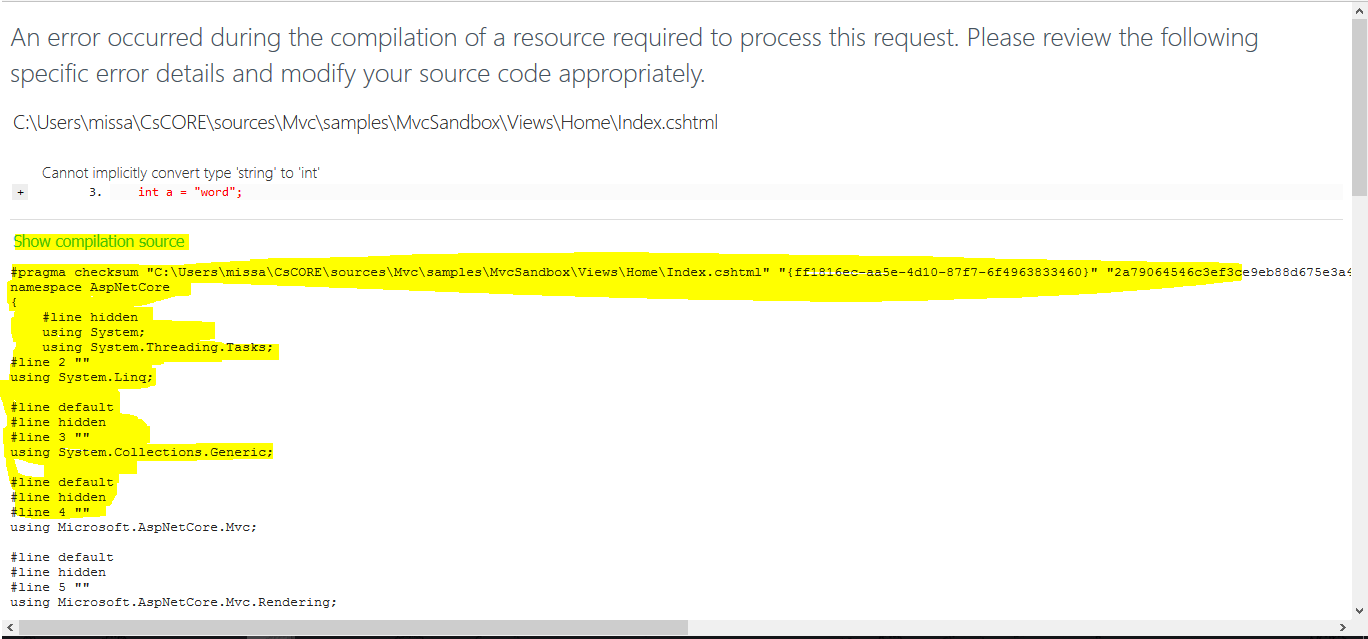 An error occurred during the compilation of a resource required to process this request. Please review the following
specific error details and modify your source code appropriately.
C:\Users\missa\CsCORE\sources\Mvc\samples\MvcSandbox\Views\Home\Index.cshtml
Cannot implicitly convert type 'string' to 'int'
+ 3. int a = "word";
Show compilation source
#pragma checksum "C:\Users\missa\CsCORE\sources\Mvc\samples\MvcSandbox\Views\Home\Index.cshtml" "{ff1816ec-aa5e-4d10-87f7-6f4963833460}" "2a79064546c3ef3ce9eb88d675e3a4
namespace AspNetCore
{
#line hidden
using System;
using System.Threading.Tasks;
#line 2 ""
using System.Linq;
#line default
#line hidden
#line 3 ""
using System.Collections.Generic;
#line default
#line hidden
#line 4 ""
using Microsoft.AspNetCore.Mvc;
#line default
#line hidden
#line 5 ""
using Microsoft.AspNetCore.Mvc.Rendering;